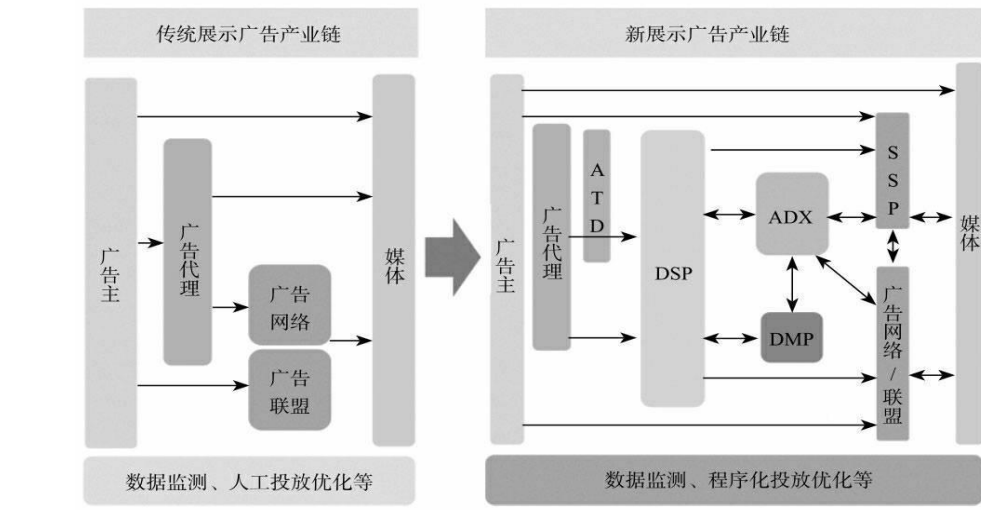 传统展示广告产业链
广告主
广告代理
广告
网络
广告
联盟
媒体
数据监测、人工投放优化等
新展示广告产业链
广告主
广告代理
ATD
DSP
ADX
DMP
SSP
广告网络/联盟
媒体
数据监测、程序化投放优化等